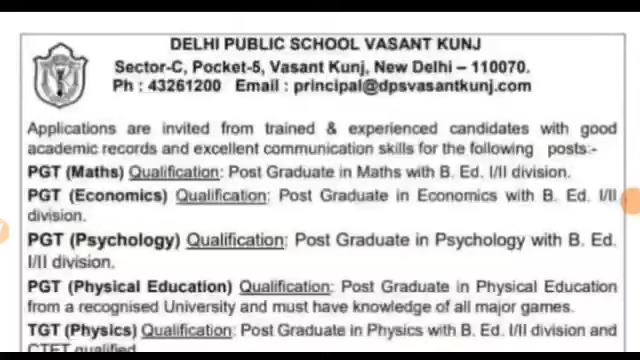 DELHI PUBLIC SCHOOL VASANT KUNJ
Sector-C, Pocket-5, Vasant Kunj, New Delhi – 110070.
Ph : 43261200 Email : principal@dpsvasantkunj.com
Applications are invited from trained & experienced candidates with good
academic records and excellent communication skills for the following posts:-
PGT (Maths) Qualification: Post Graduate in Maths with B. Ed. I/II division.
PGT (Economics) Qualification: Post Graduate in Economics with B. Ed. I/II
division.
PGT (Psychology) Qualification: Post Graduate in Psychology with B. Ed.
I/II division.
PGT (Physical Education) Qualification: Post Graduate in Physical Education
from a recognised University and must have knowledge of all major games.
TGT (Physics) Qualification: Post Graduate in Physics with B. Ed. I/II division and
CTET qualified